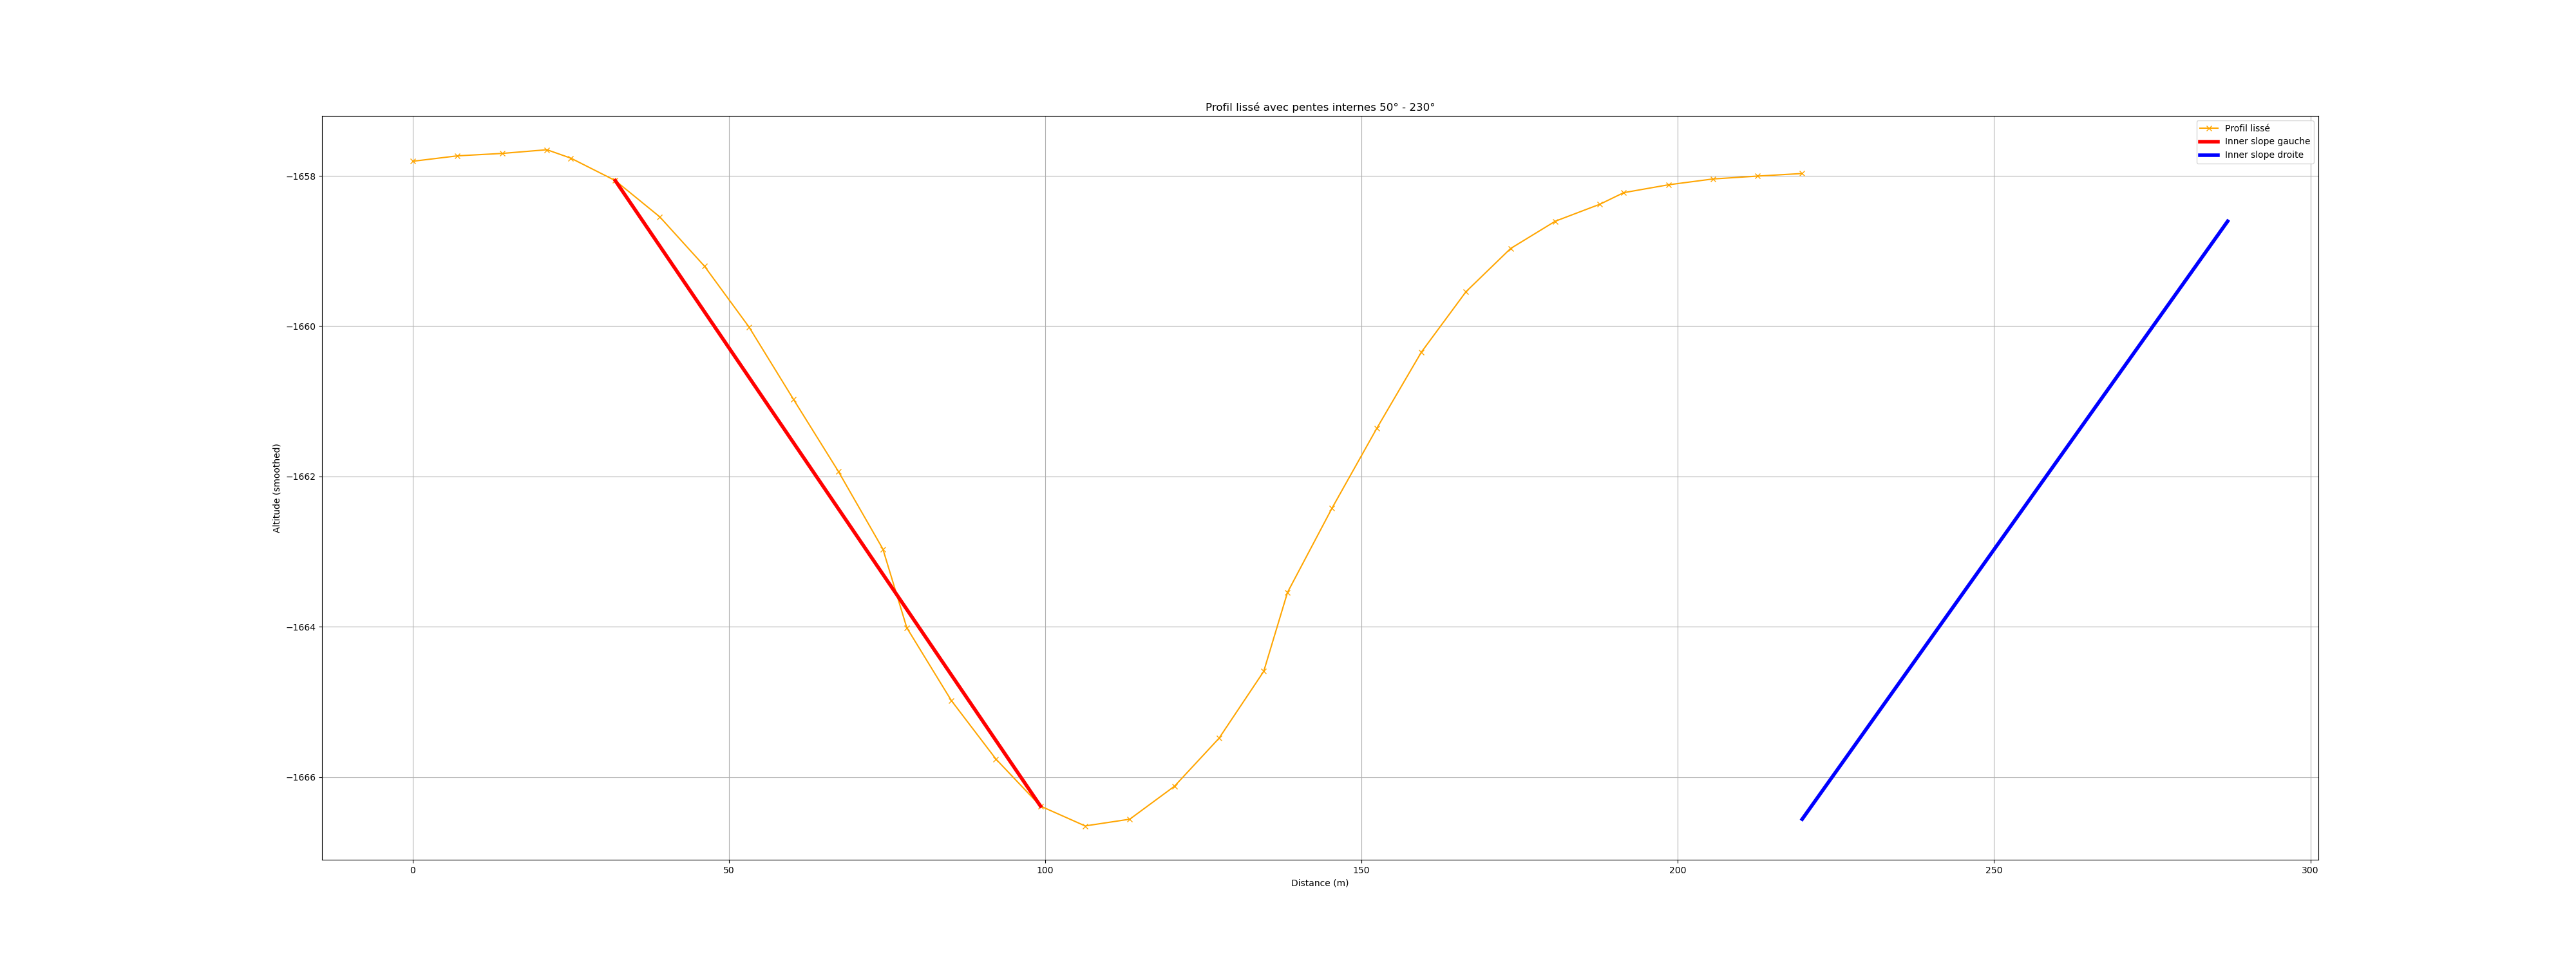 Profil lissé avec pentes internes 50° - 230°
Profil lissé
Inner slope gauche
Inner slope droite
Altitude (smoothed)
−1658
−1660
−1662
−1664
−1666
0
50
100
150
200
250
300
Distance (m)